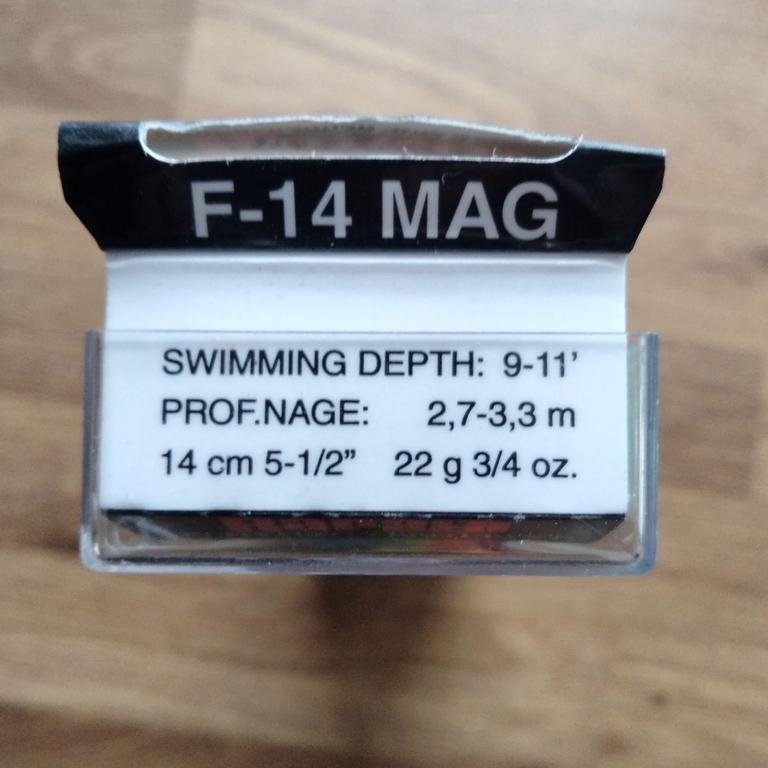 F-14 MAG
SWIMMING DEPTH: 9-11’
PROF.NAGE: 2,7-3,3 m
14 cm 5-1/2” 22 g 3/4 oz.